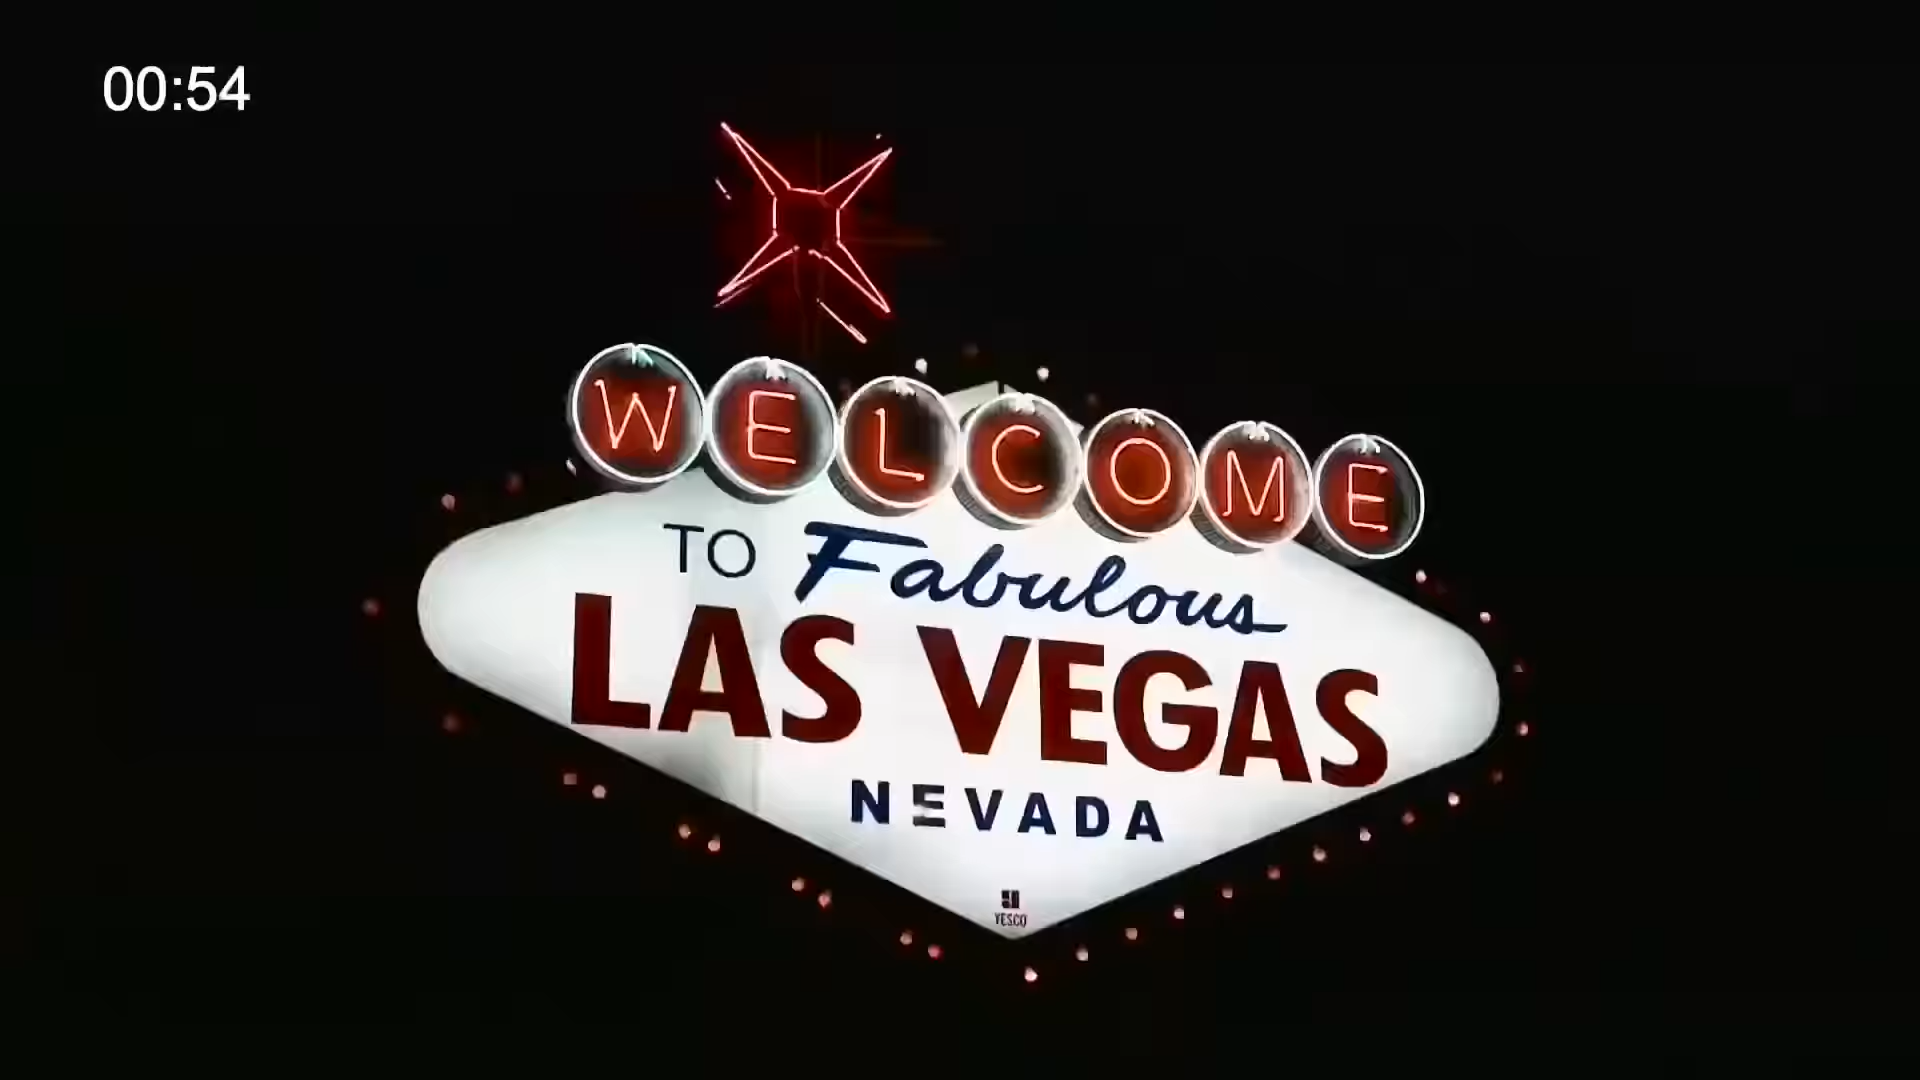 00:54
WELCOME
TO Fabulous
LAS VEGAS
NEVADA
YESCO